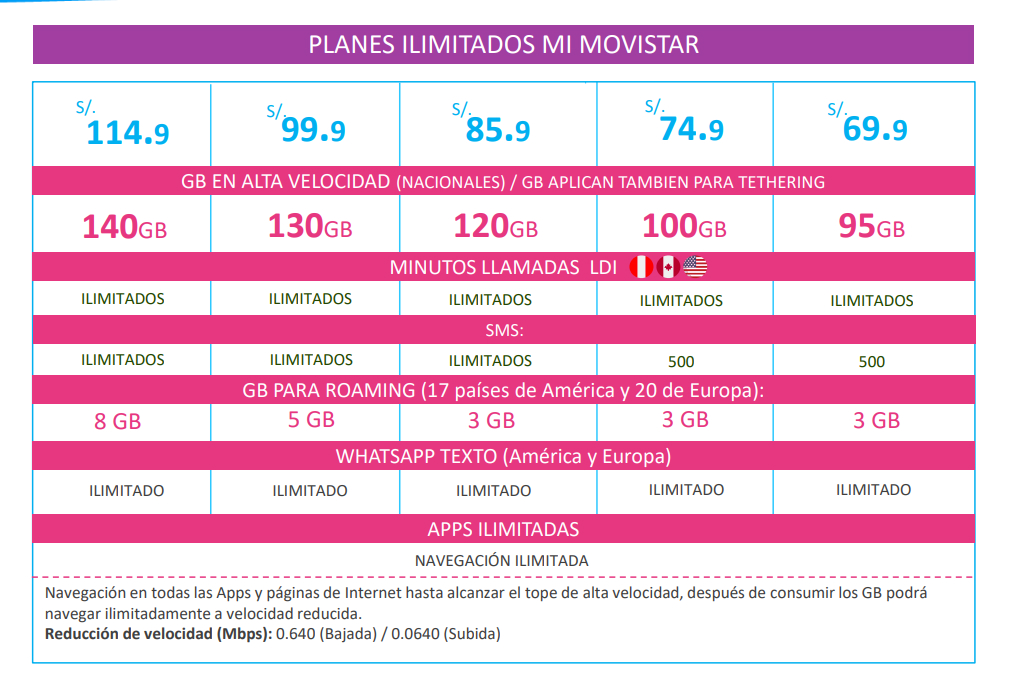 PLANES ILIMITADOS MI MOVISTAR
S/. 114.9 S/. 99.9 S/. 85.9 S/. 74.9 S/. 69.9
GB EN ALTA VELOCIDAD (NACIONALES) / GB APLICAN TAMBIEN PARA TETHERING
140GB 130GB 120GB 100GB 95GB
MINUTOS LLAMADAS LDI
ILIMITADOS ILIMITADOS ILIMITADOS ILIMITADOS ILIMITADOS
SMS:
ILIMITADOS ILIMITADOS ILIMITADOS 500 500
GB PARA ROAMING (17 países de América y 20 de Europa):
8 GB 5 GB 3 GB 3 GB 3 GB
WHATSAPP TEXTO (América y Europa)
ILIMITADO ILIMITADO ILIMITADO ILIMITADO ILIMITADO
APPS ILIMITADAS
NAVEGACIÓN ILIMITADA
Navegación en todas las Apps y páginas de Internet hasta alcanzar el tope de alta velocidad, después de consumir los GB podrá
navegar ilimitadamente a velocidad reducida.
Reducción de velocidad (Mbps): 0.640 (Bajada) / 0.0640 (Subida)